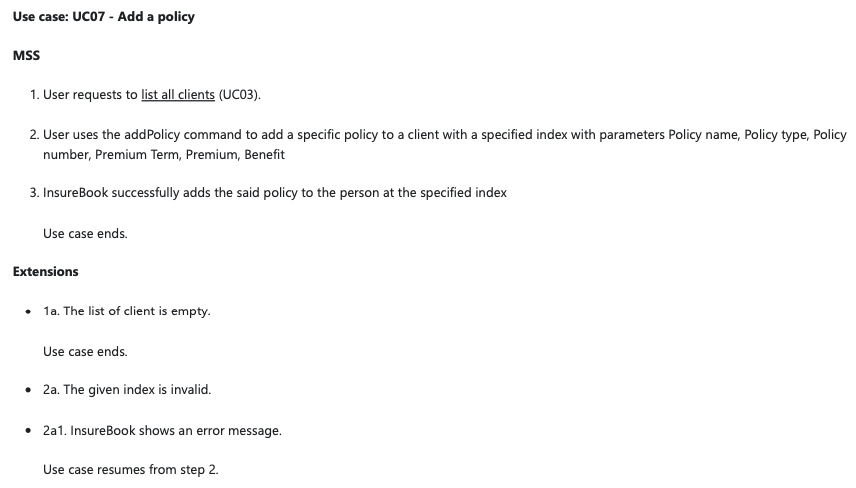 Use case: UC07 - Add a policy
MSS
1. User requests to list all clients (UC03).
2. User uses the addPolicy command to add a specific policy to a client with a specified index with parameters Policy name, Policy type, Policy
number, Premium Term, Premium, Benefit
3. InsureBook successfully adds the said policy to the person at the specified index
Use case ends.
Extensions
• 1a. The list of client is empty.
Use case ends.
• 2a. The given index is invalid.
• 2a1. InsureBook shows an error message.
Use case resumes from step 2.